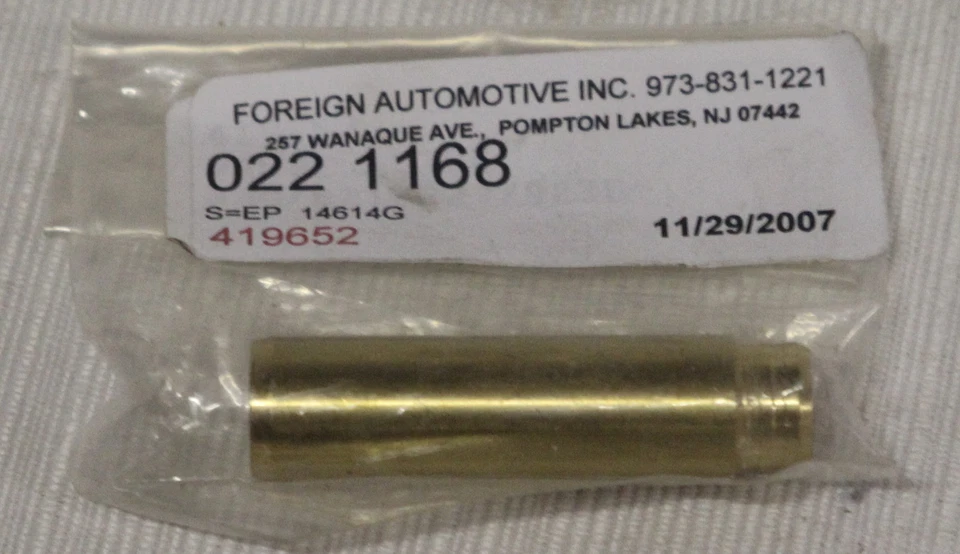 FOREIGN AUTOMOTIVE INC. 973-831-1221
257 WANAQUE AVE., POMPTON LAKES, NJ 07442
022 1168
S=EP 14614G
419652
11/29/2007